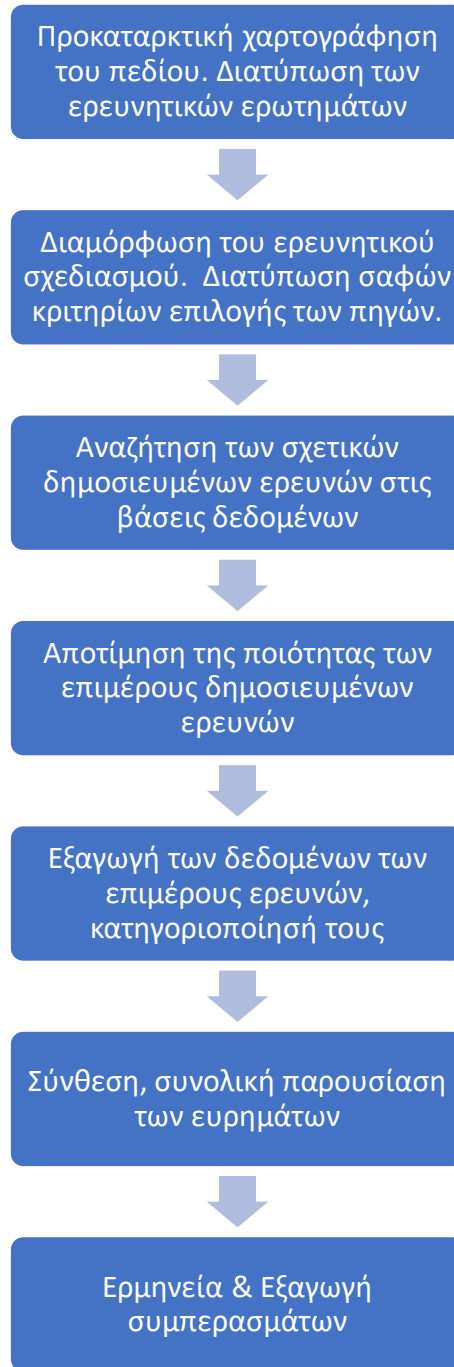 Προκαταρκτική χαρτογράφηση
του πεδίου. Διατύπωση των
ερευνητικών ερωτημάτων
Διαμόρφωση του ερευνητικού
σχεδιασμού.  Διατύπωση σαφών
κριτηρίων επιλογής των πηγών.
Αναζήτηση των σχετικών
δημοσιευμένων ερευνών στις
βάσεις δεδομένων
Αποτίμηση της ποιότητας των
επιμέρους δημοσιευμένων
ερευνών
Εξαγωγή των δεδομένων των
επιμέρους ερευνών,
κατηγοριοποίησή τους
Σύνθεση, συνολική παρουσίαση
των ευρημάτων
Ερμηνεία & Εξαγωγή
συμπερασμάτων